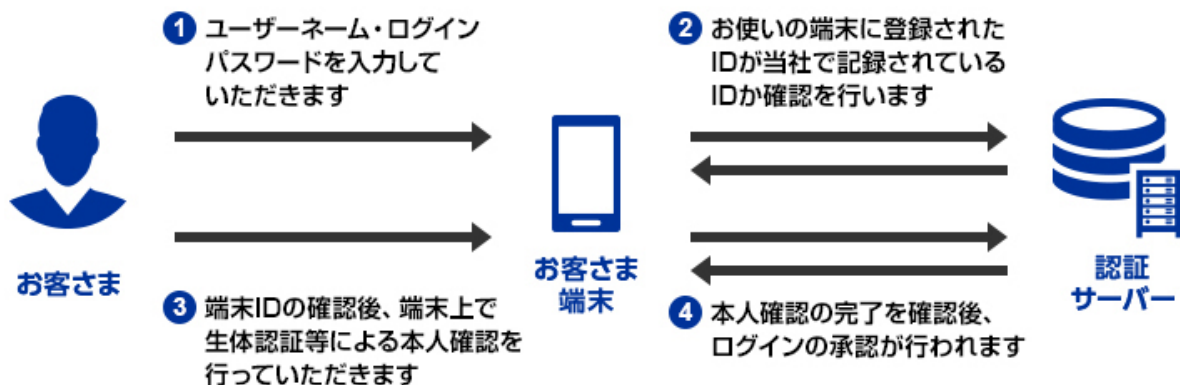 1 ユーザーネーム・ログイン
パスワードを入力して
いただきます
2 お使いの端末に登録された
IDが当社で記録されている
IDか確認を行います
お客さま
お客さま
端末
認証
サーバー
3 端末IDの確認後、端末上で
生体認証等による本人確認を
行っていただきます
4 本人確認の完了を確認後、
ログインの承認が行われます